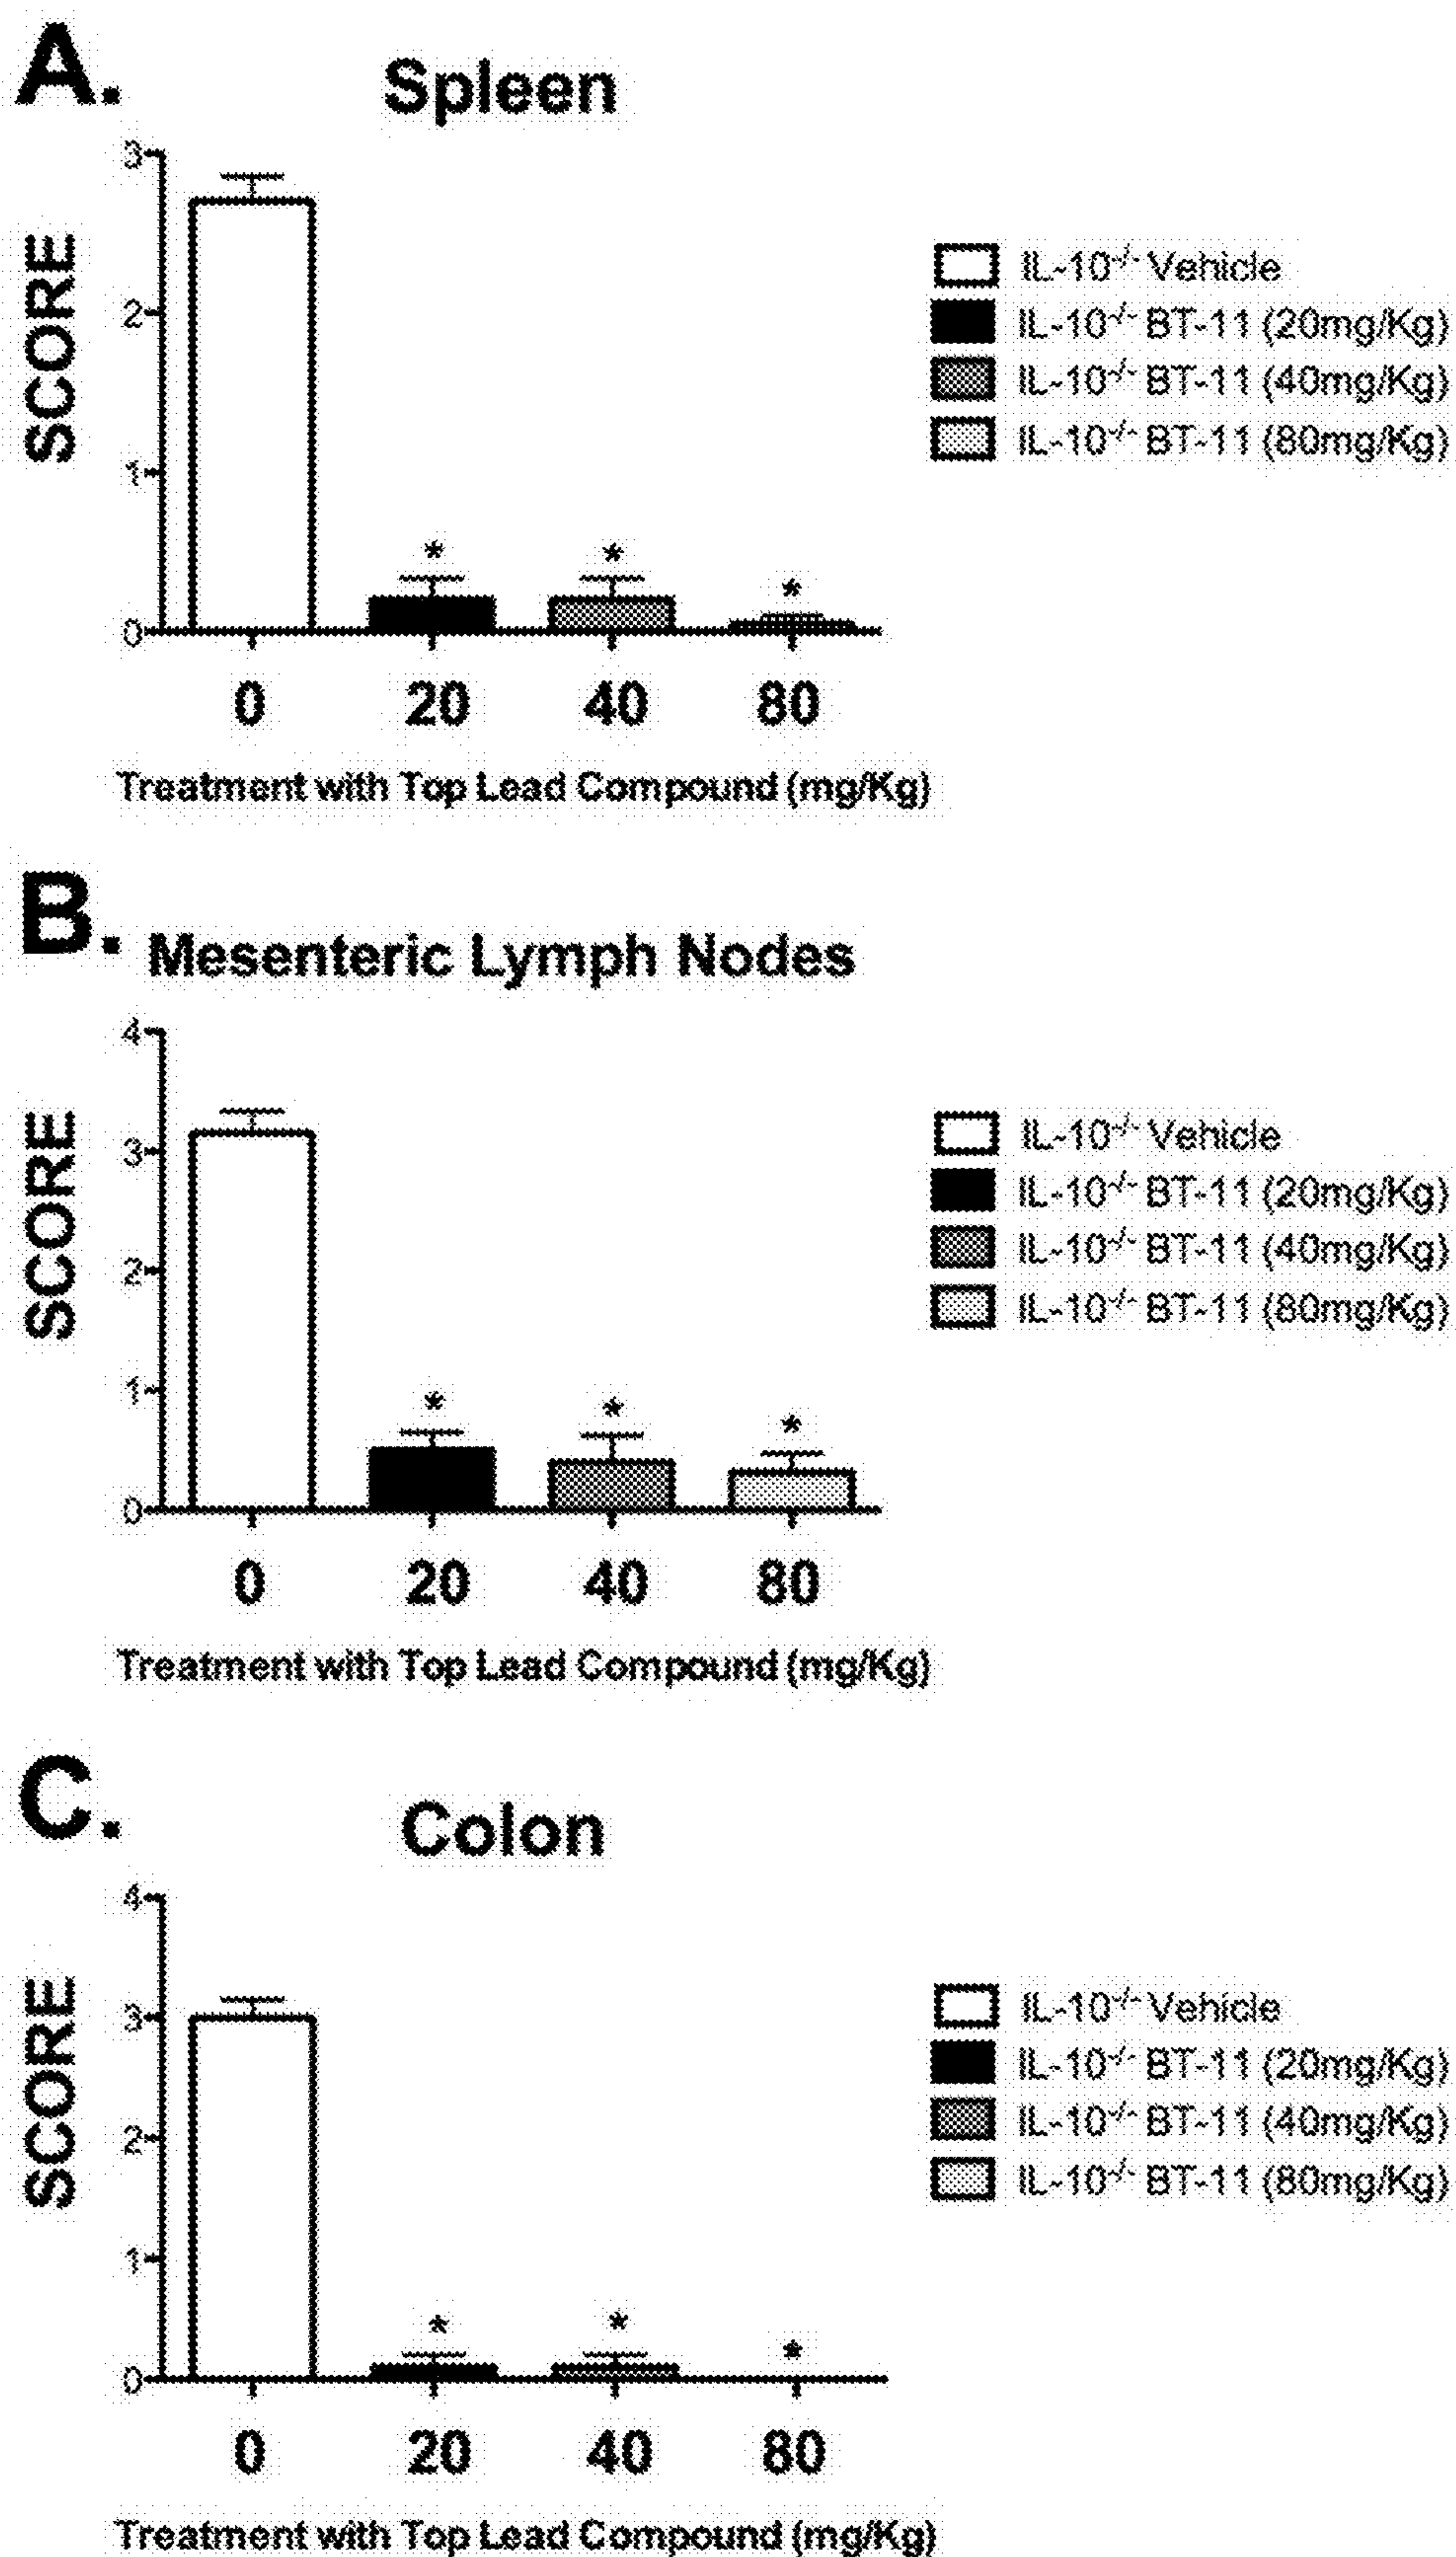 A.
Spleen
SCORE
3
2
1
0
0 20 40 80
Treatment with Top Lead Compound (mg/Kg)
IL-10-/- Vehicle
IL-10-/- BT-11 (20mg/Kg)
IL-10-/- BT-11 (40mg/Kg)
IL-10-/- BT-11 (80mg/Kg)
B.
Mesenteric Lymph Nodes
SCORE
4
3
2
1
0
* * *
0 20 40 80
Treatment with Top Lead Compound (mg/Kg)
IL-10-/- Vehicle
IL-10-/- BT-11 (20mg/Kg)
IL-10-/- BT-11 (40mg/Kg)
IL-10-/- BT-11 (80mg/Kg)
C.
Colon
SCORE
4
3
2
1
0
* * *
0 20 40 80
Treatment with Top Lead Compound (mg/Kg)
IL-10-/- Vehicle
IL-10-/- BT-11 (20mg/Kg)
IL-10-/- BT-11 (40mg/Kg)
IL-10-/- BT-11 (80mg/Kg)